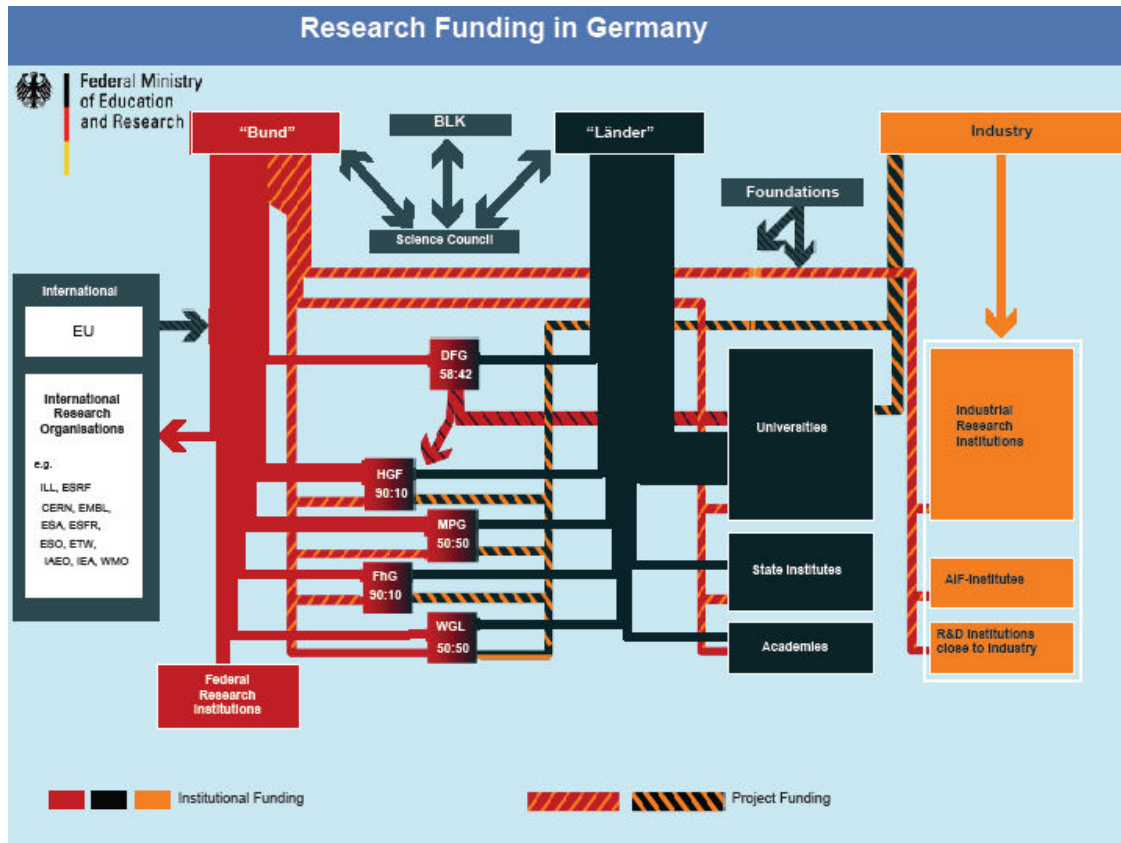 Research Funding in Germany
Federal Ministry
of Education
and Research
"Bund"
BLK
"Länder"
Industry
Foundations
Science Council
International
EU
International
Research
Organisations
e.g.
ILL, ESRF
CERN, EMBL,
ESA, ESFR,
ESO, ETW,
IAEO, IEA, WMO
DFG
58:42
HGF
90:10
MPG
50:50
FhG
90:10
WGL
50:50
Universities
State Institutes
Academies
Industrial
Research
Institutions
AIF-Institutes
R&D Institutions
close to Industry
Federal
Research
Institutions
Institutional Funding
Project Funding